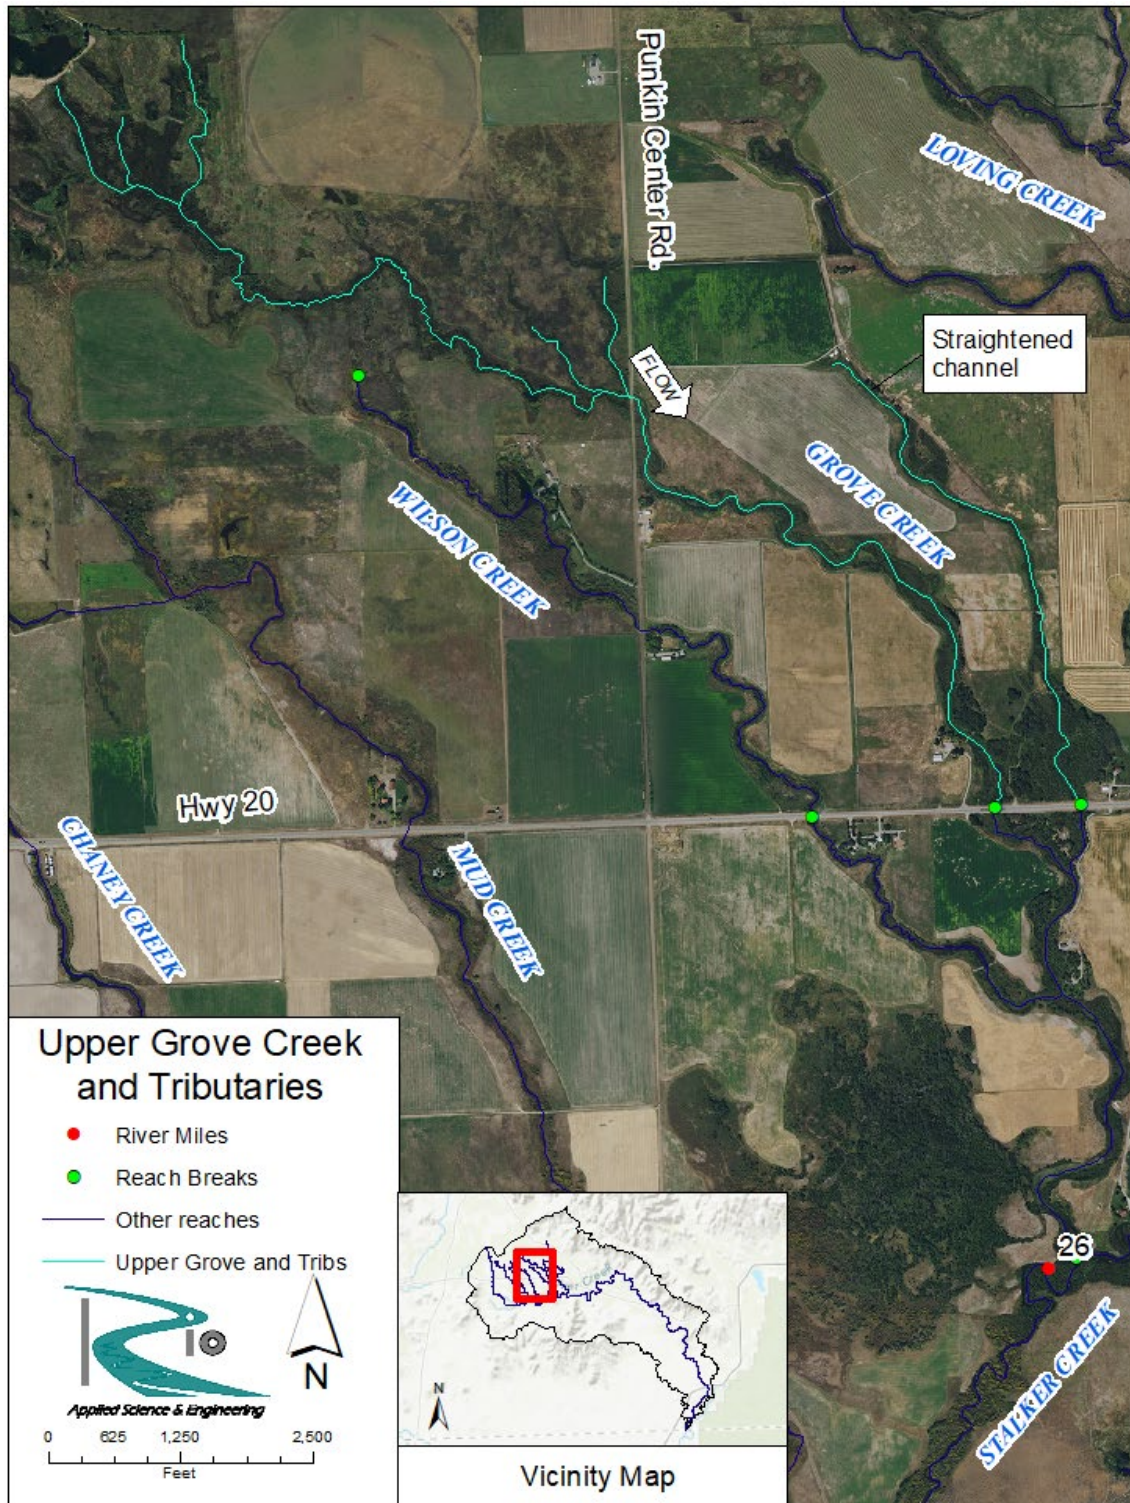 Punkin Center Rd.
LOVING CREEK
Straightened
channel
FLOW
GROVE CREEK
WILSON CREEK
Hwy 20
CHANEY CREEK
MUD CREEK
Upper Grove Creek
and Tributaries
River Miles
Reach Breaks
Other reaches
Upper Grove and Tribs
N
Applied Science & Engineering
0 625 1,250 2,500
Feet
N
Vicinity Map
26
STALKER CREEK